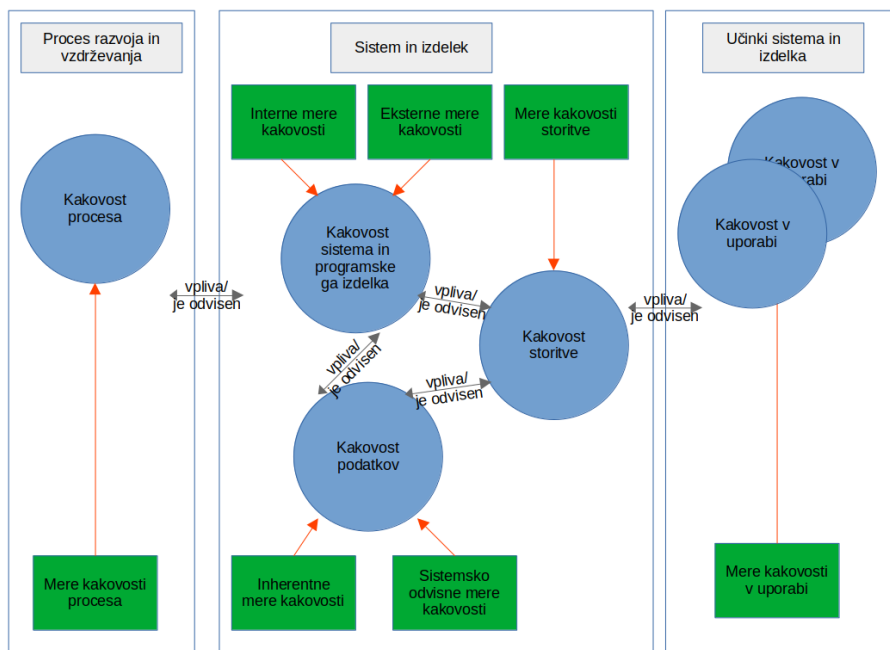 Proces razvoja in
vzdrževanja
Sistem in izdelek
Učinki sistema in
izdelka
Interne mere
kakovosti
Eksterne mere
kakovosti
Mere kakovosti
storitve
Kakovost
procesa
Kakovost
sistema in
programske
ga izdelka
Kakovost v
rabi
Kakovost v
uporabi
vpliva/
je odvisen
vpliva/
je odvisen
vpliva/
je odvisen
Kakovost
storitve
vpliva/
je odvisen
vpliva/
je odvisen
Kakovost
podatkov
Mere kakovosti
procesa
Inherentne
mere kakovosti
Sistemsko
odvisne mere
kakovosti
Mere kakovosti
v uporabi